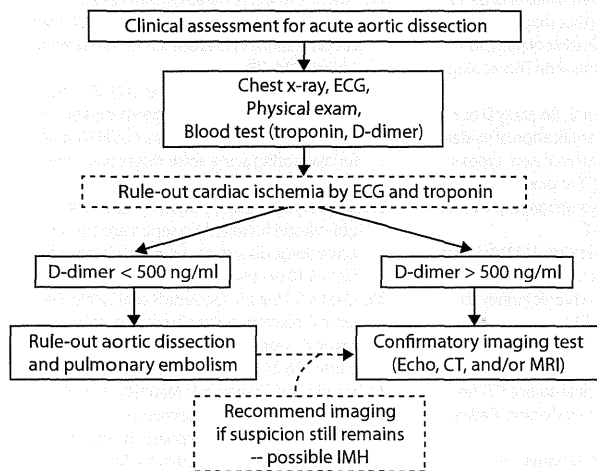 Clinical assessment for acute aortic dissection
Chest x-ray, ECG,
Physical exam,
Blood test (troponin, D-dimer)
Rule-out cardiac ischemia by ECG and troponin
D-dimer < 500 ng/ml
D-dimer > 500 ng/ml
Rule-out aortic dissection
and pulmonary embolism
Confirmatory imaging test
(Echo, CT, and/or MRI)
Recommend imaging
if suspicion still remains
-- possible IMH